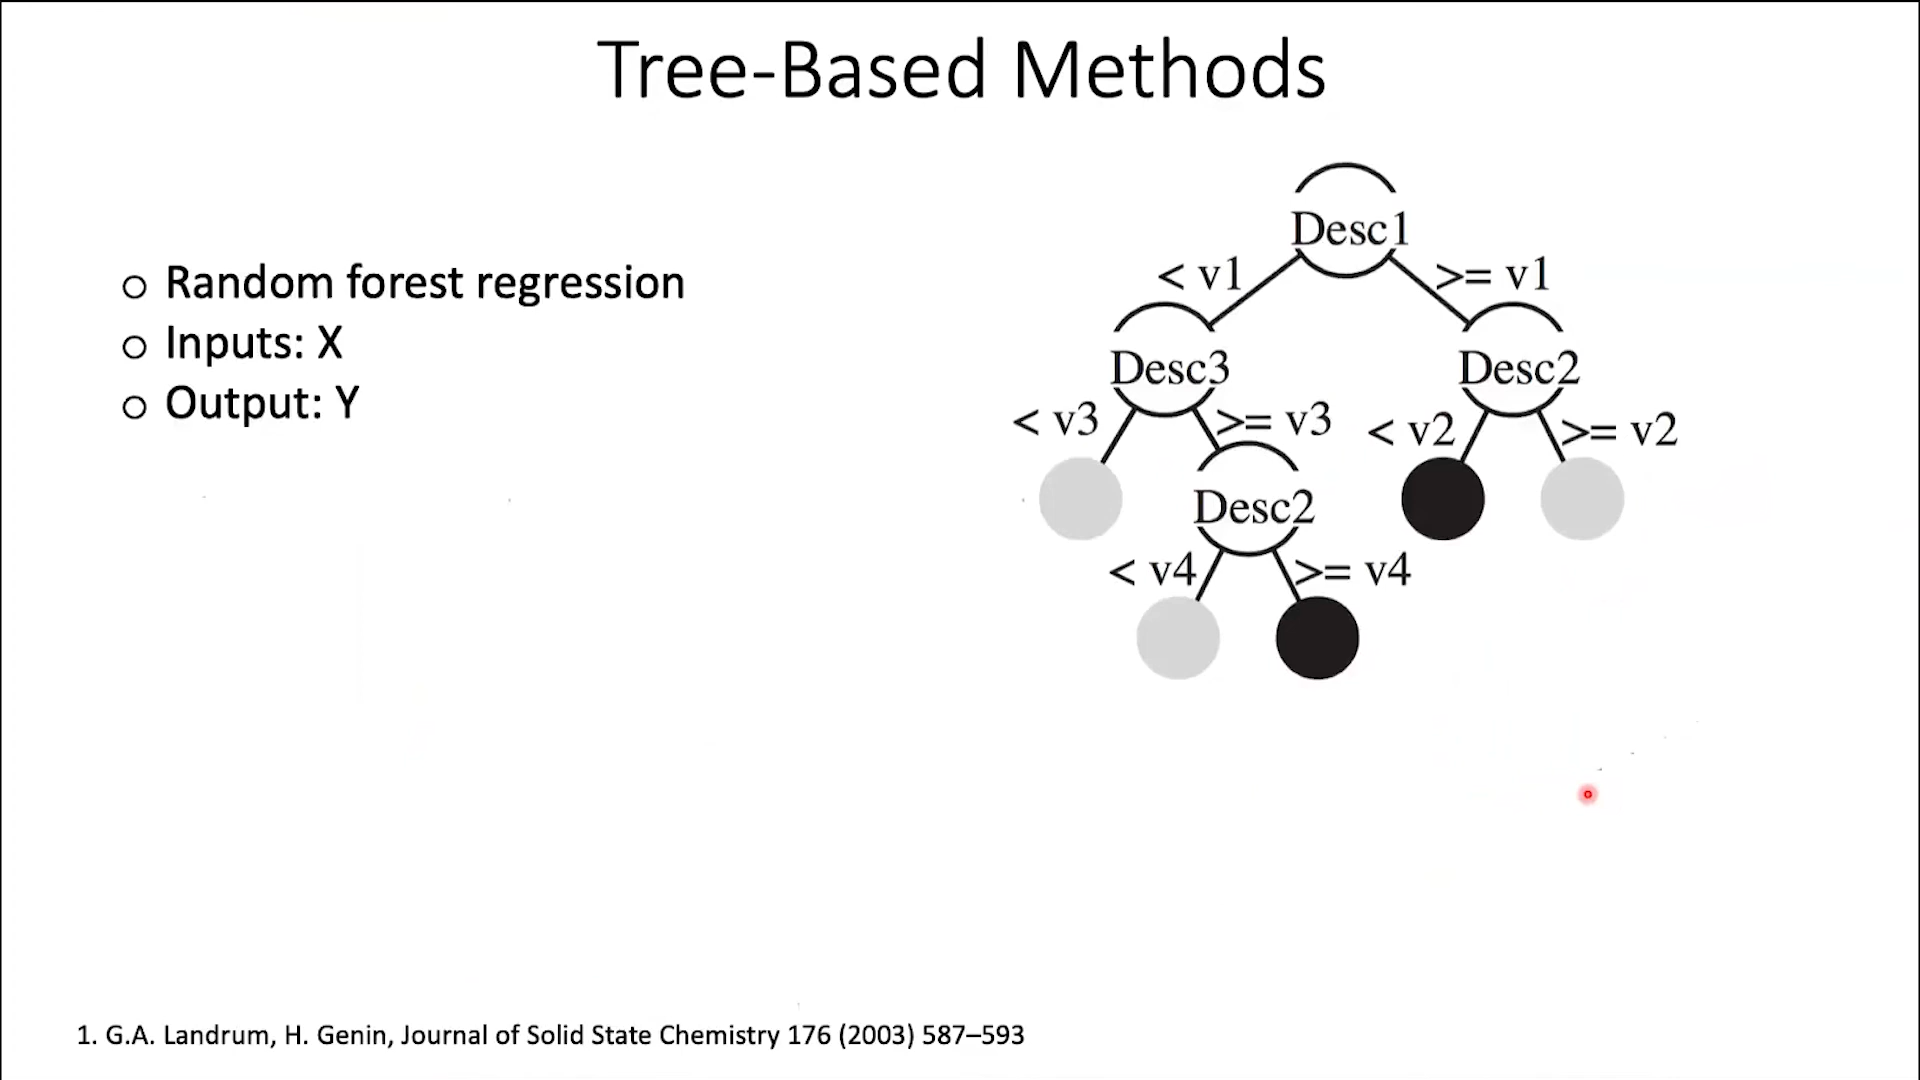 Tree-Based Methods
o Random forest regression
o Inputs: X
o Output: Y
Desc1
< v1
>= v1
Desc3
Desc2
< v3
>= v3
< v2
>= v2
Desc2
< v4
>= v4
1. G.A. Landrum, H. Genin, Journal of Solid State Chemistry 176 (2003) 587–593